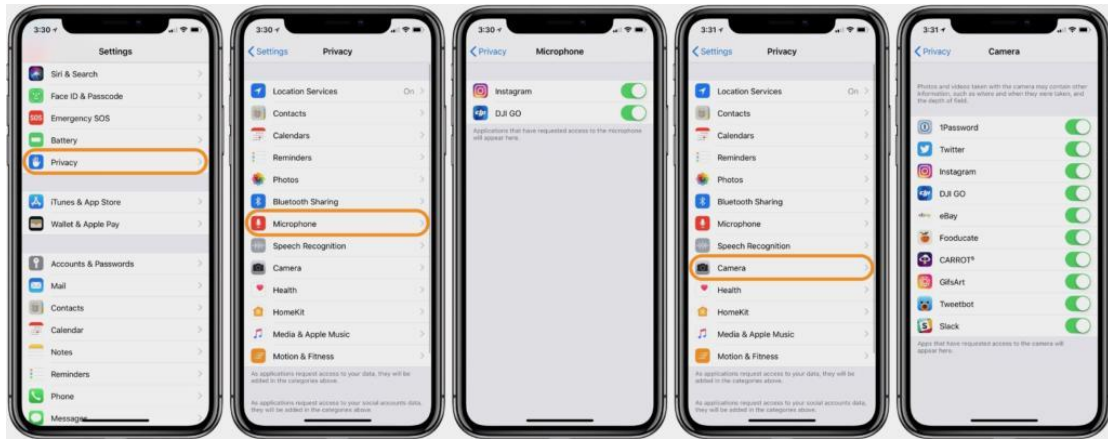 3:30
Settings
Siri & Search
Face ID & Passcode
SOS
Emergency SOS
Battery
Privacy
iTunes & App Store
Wallet & Apple Pay
Accounts & Passwords
Mail
Contacts
Calendar
Notes
Reminders
Phone
Messages
3:30
Settings
Privacy
Location Services
On
Contacts
Calendars
Reminders
Photos
Bluetooth Sharing
Microphone
Speech Recognition
Camera
Health
HomeKit
Media & Apple Music
Motion & Fitness
As applications request access to your data, they will be
added in the categories above.
As applications request access to your social accounts data,
they will be added in the categories above.
3:30
Privacy
Microphone
Instagram
DJI GO
Applications that have requested access to the microphone
will appear here.
3:31
Settings
Privacy
Location Services
On
Contacts
Calendars
Reminders
Photos
Bluetooth Sharing
Microphone
Speech Recognition
Camera
Health
HomeKit
Media & Apple Music
Motion & Fitness
As applications request access to your data, they will be
added in the categories above.
As applications request access to your social accounts data,
they will be added in the categories above.
3:31
Privacy
Camera
Photos and videos taken with the camera may contain other
information, such as where and when they were taken, and
the depth of field.
1Password
Twitter
Instagram
DJI GO
eBay
Fooducate
CARROT⁵
GifsArt
Tweetbot
Slack
Apps that have requested access to the camera will
appear here.